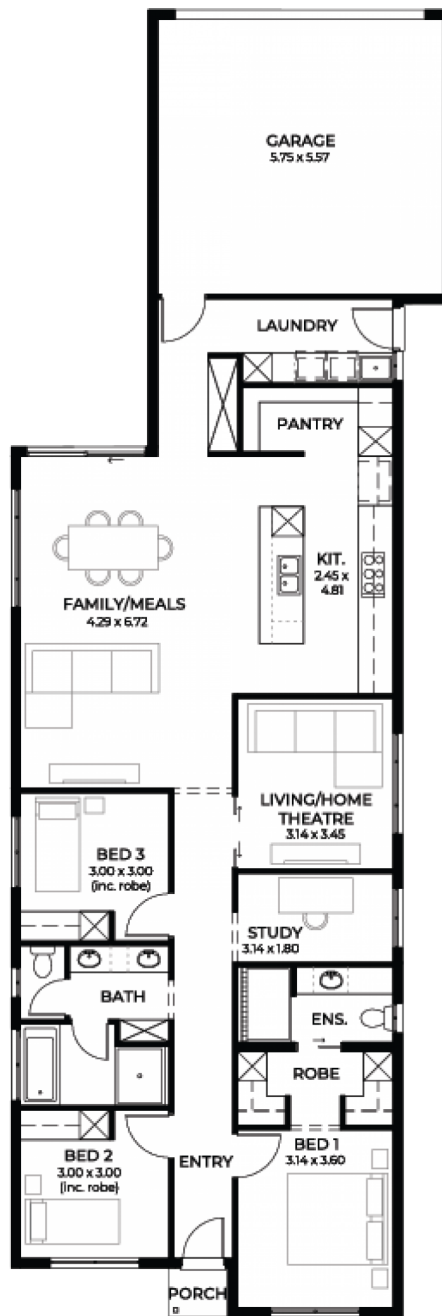 GARAGE
5.75 x 5.57
LAUNDRY
PANTRY
KIT.
2.45 x
4.81
FAMILY/MEALS
4.29 x 6.72
LIVING/HOME
THEATRE
3.14 x 3.45
BED 3
3.00 x 3.00
(inc. robe)
STUDY
3.14 x 1.80
BATH
ENS.
ROBE
BED 2
3.00 x 3.00
(inc. robe)
ENTRY
BED 1
3.14 x 3.60
PORCH